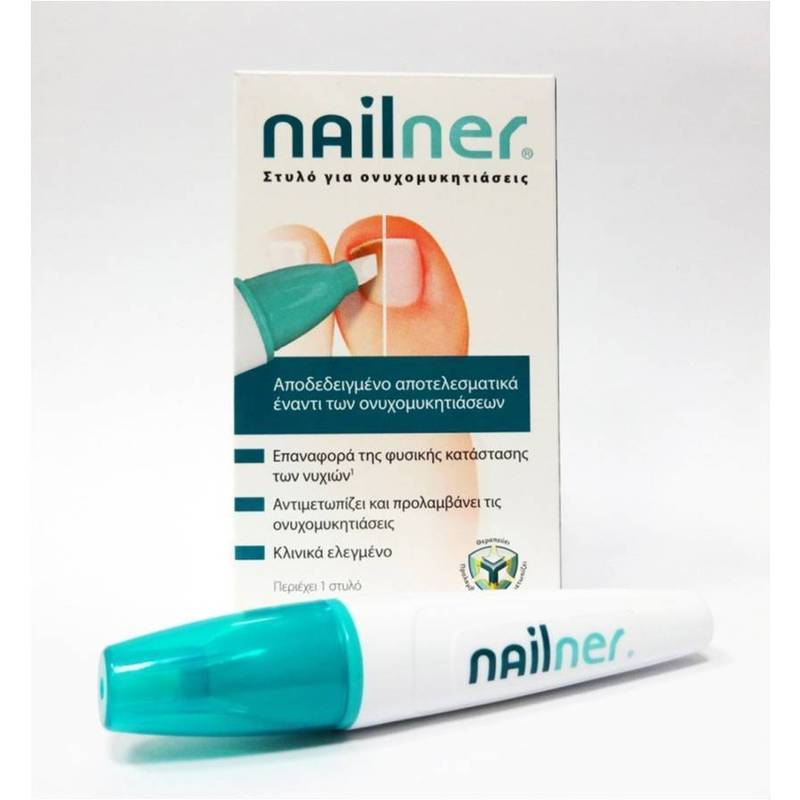 nAilner®
Στυλό για ονυχομυκητιάσεις
Αποδεδειγμένο αποτελεσματικά
έναντι των ονυχομυκητιάσεων
Επαναφορά της φυσικής κατάστασης
των νυχιών¹
Αντιμετωπίζει και προλαμβάνει τις
ονυχομυκητιάσεις
Κλινικά ελεγμένο
Θεραπεύει
Περιέχει 1 στυλό
nAilner®